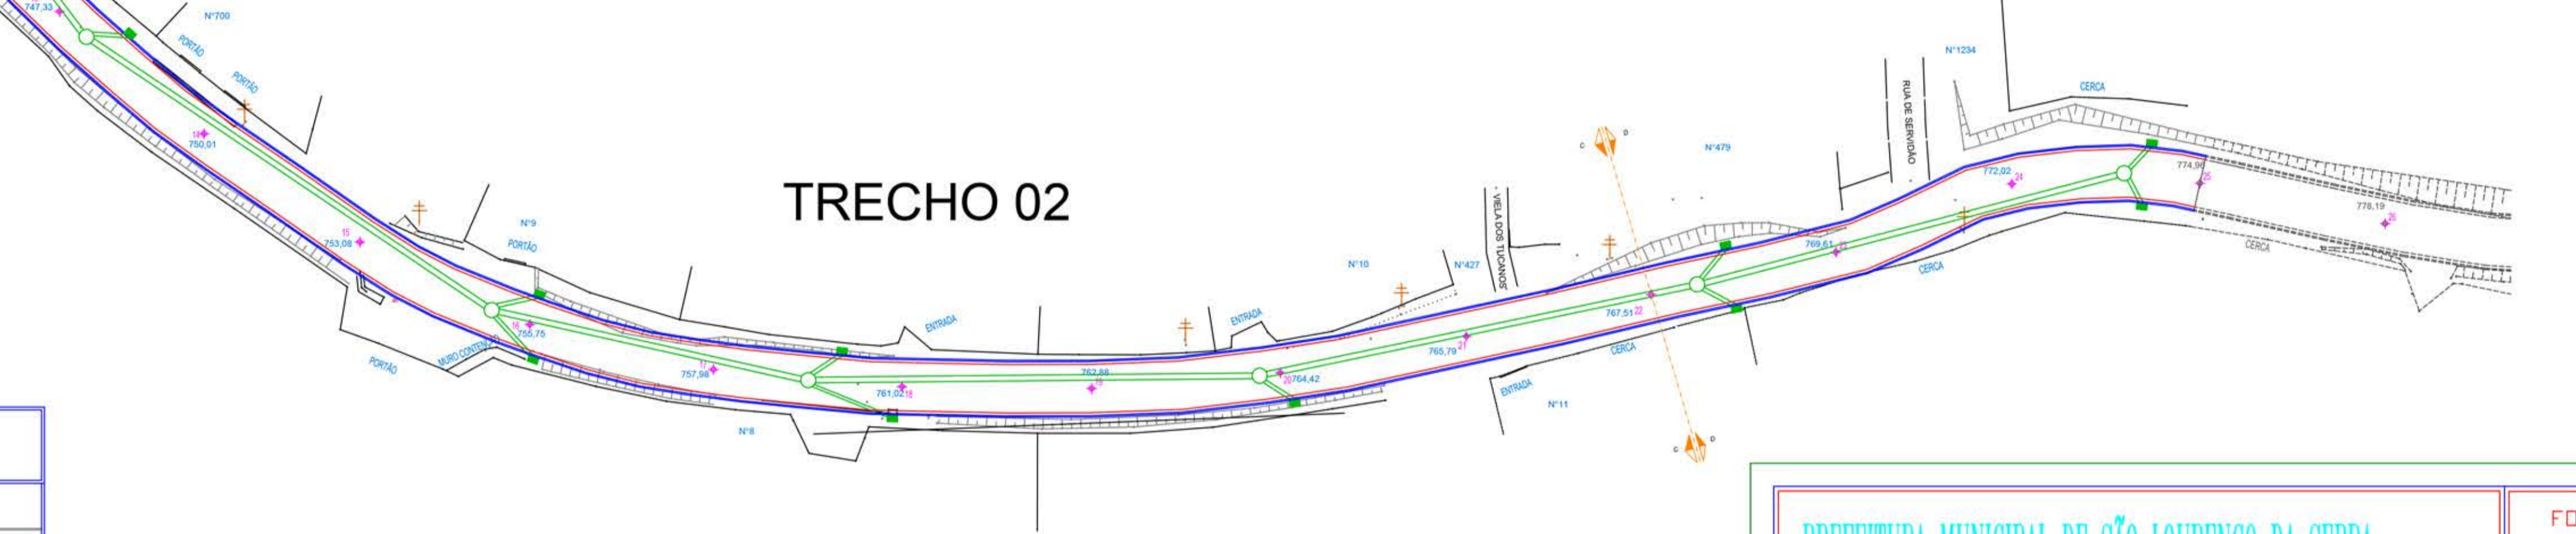 747,33
N°700
PORTÃO
PORTÃO
14
750,01
15
753,08
N°9
PORTÃO
16
755,75
MURO CONTENÇÃO
PORTÃO
17
757,98
N°8
TRECHO 02
ENTRADA
761,02
18
762,88
19
ENTRADA
20
764,42
N°10
N°427
VIELA DOS TUCANOS
765,79
21
ENTRADA
N°11
C
D
767,51
22
CERCA
C
D
N°479
769,61
23
RUA DE SERVIDÃO
N°1234
CERCA
772,02
24
CERCA
774,96
25
CERCA
778,19
26
PREFEITURA MUNICIPAL DE SÃO LOURENÇO DA SERRA
FO